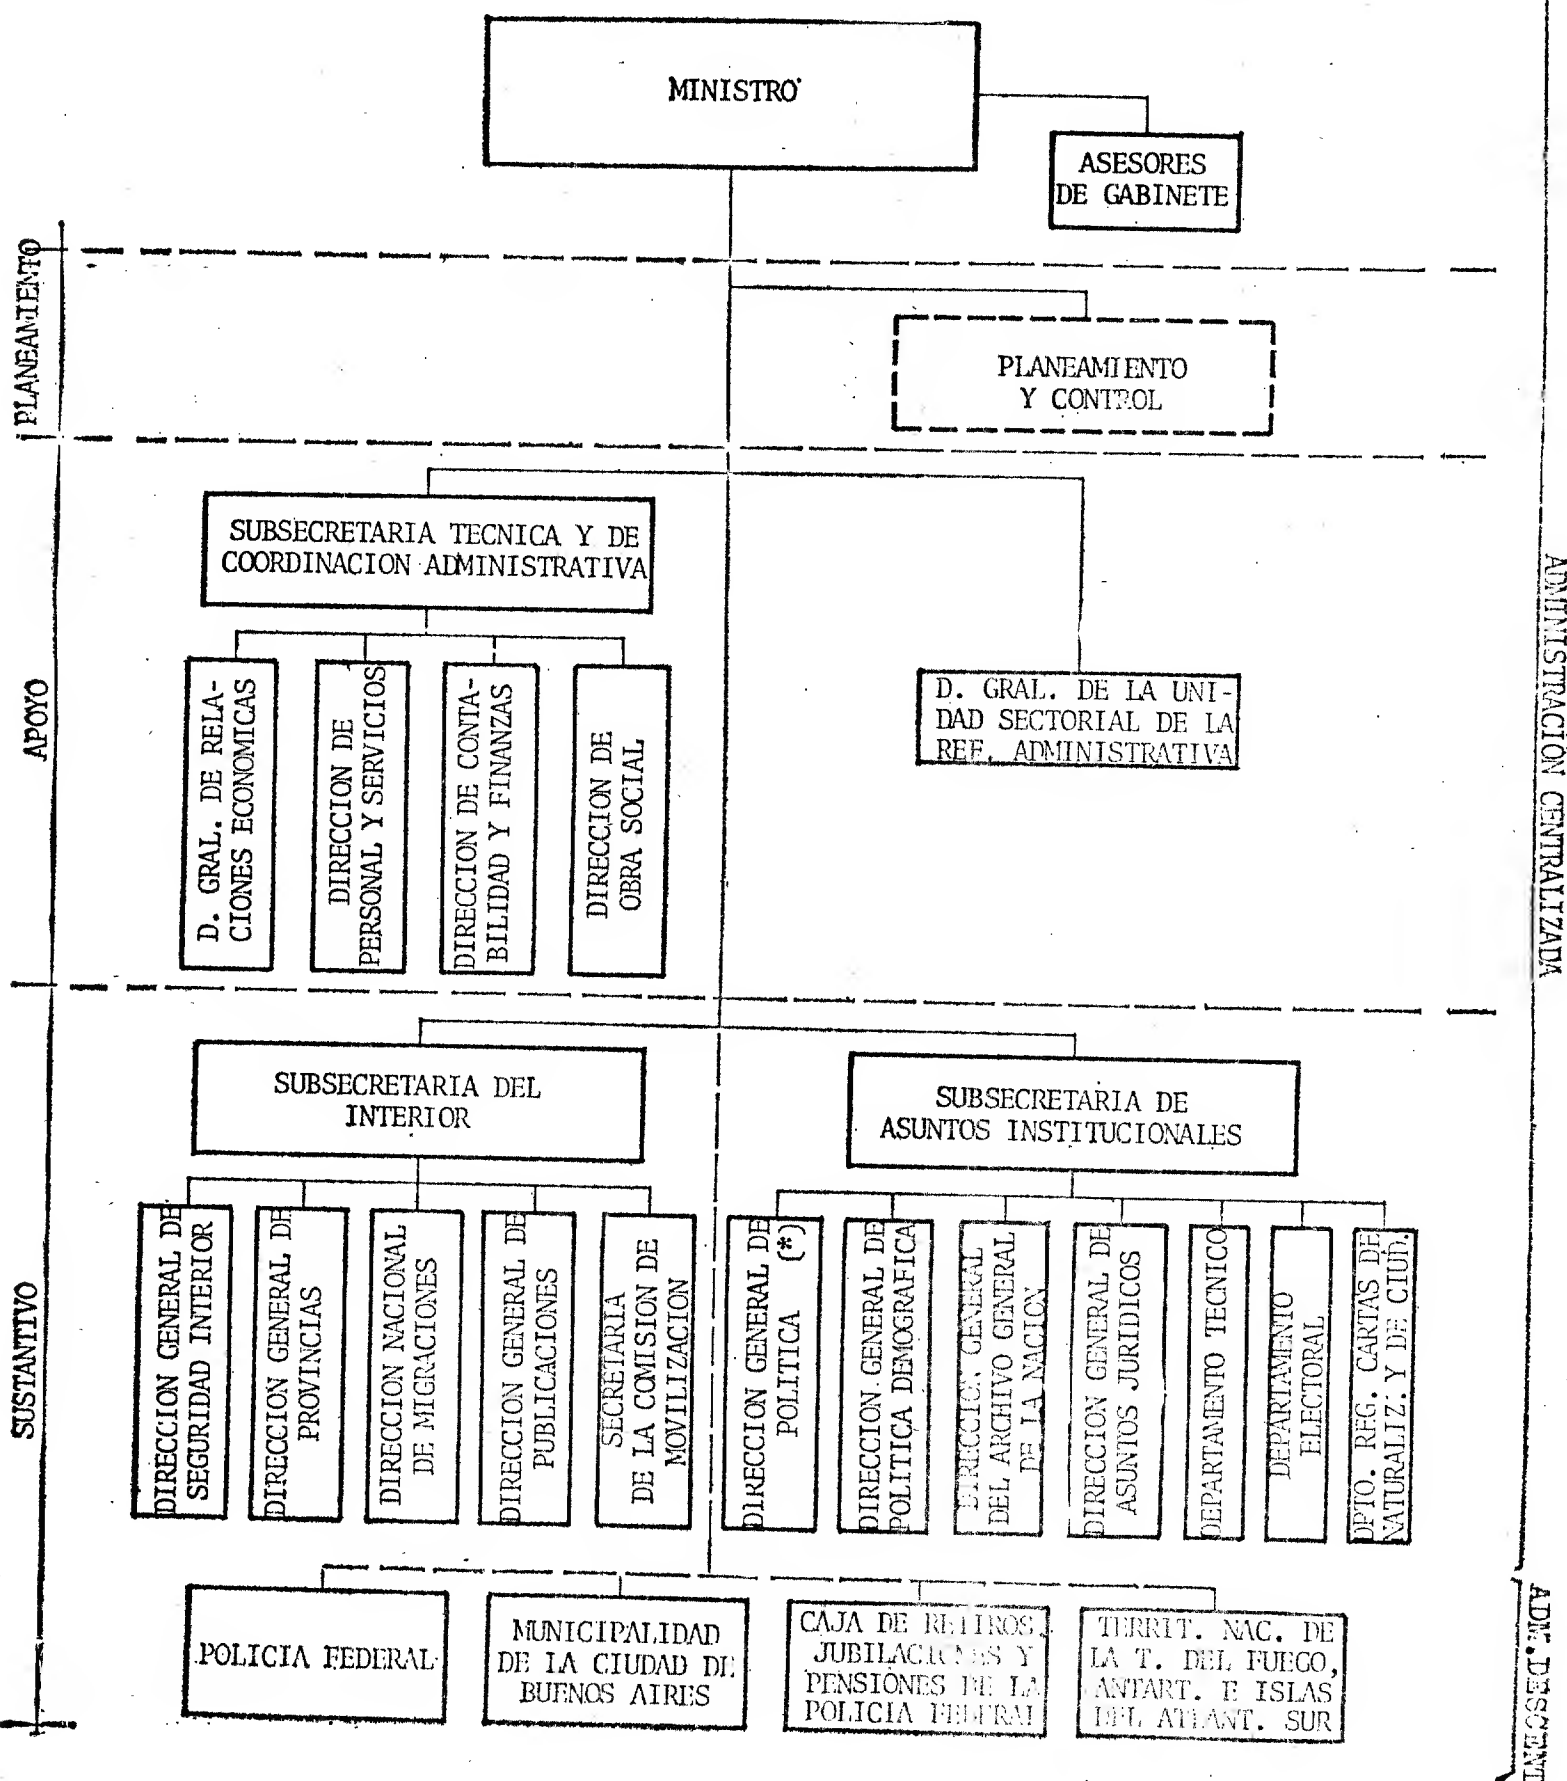 MINISTRO
ASESORES
DE GABINETE
PLANEAMIENTO
PLANEAMIENTO
Y CONTROL
APOYO
SUBSECRETARIA TECNICA Y DE
COORDINACION ADMINISTRATIVA
D. GRAL. DE RELA-
CIONES ECONOMICAS
DIRECCION DE
PERSONAL Y SERVICIOS
DIRECCION DE CONTA-
BILIDAD Y FINANZAS
DIRECCION DE
OBRA SOCIAL
D. GRAL. DE LA UNI-
DAD SECTORIAL DE LA
REF. ADMINISTRATIVA
ADMINISTRACION CENTRALIZADA
SUSTANTIVO
SUBSECRETARIA DEL
INTERIOR
SUBSECRETARIA DE
ASUNTOS INSTITUCIONALES
DIRECCION GENERAL DE
SEGURIDAD INTERIOR
DIRECCION GENERAL DE
PROVINCIAS
DIRECCION NACIONAL
DE MIGRACIONES
DIRECCION GENERAL DE
PUBLICACIONES
SECRETARIA
DE LA COMISION DE
MOVILIZACION
DIRECCION GENERAL DE
POLITICA (*)
DIRECCION GENERAL DE
POLITICA DEMOGRAFICA
DIRECCION GENERAL
DEL ARCHIVO GENERAL
DE LA NACION
DIRECCION GENERAL DE
ASUNTOS JURIDICOS
DEPARTAMENTO TECNICO
DEPARTAMENTO
ELECTORAL
DPTO. REG. CARTAS DE
NATURALIZ. Y DE CIUD.
POLICIA FEDERAL
MUNICIPALIDAD
DE LA CIUDAD DE
BUENOS AIRES
CAJA DE RETIROS,
JUBILACIONES Y
PENSIONES DE LA
POLICIA FEDERAL
TERRIT. NAC. DE
LA T. DEL FUEGO,
ANTART. E ISLAS
DEL ATLANT. SUR
ADM.DESCENT